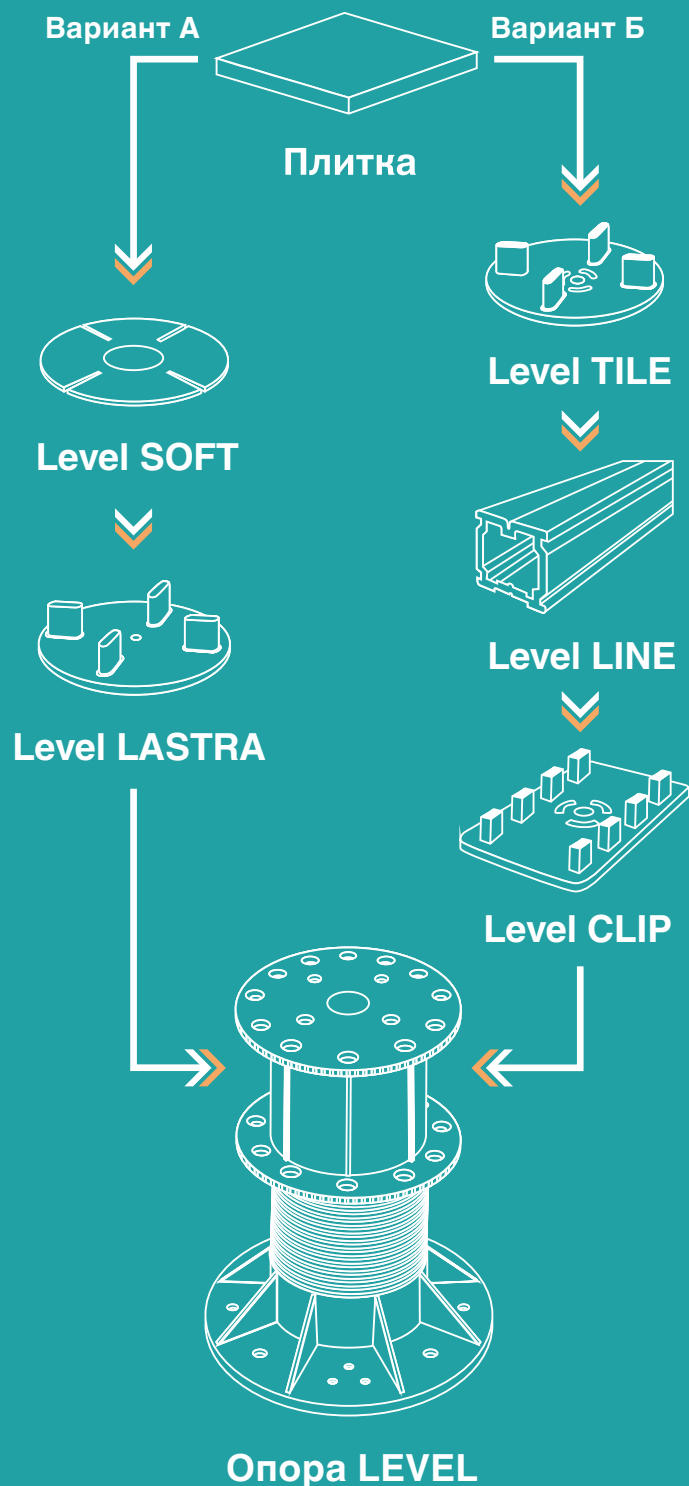 Вариант А
Вариант Б
Плитка
Level SOFT
Level LASTRA
Level TILE
Level LINE
Level CLIP
Опора LEVEL